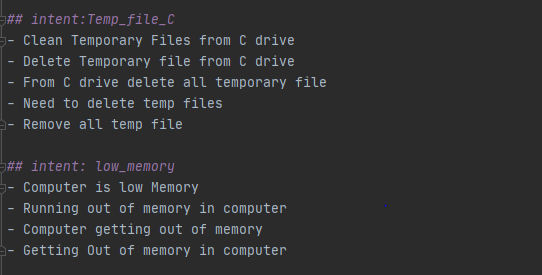 ## intent:Temp_file_C
- Clean Temporary Files from C drive
- Delete Temporary file from C drive
- From C drive delete all temporary file
- Need to delete temp files
- Remove all temp file
## intent: low_memory
- Computer is low Memory
- Running out of memory in computer
- Computer getting out of memory
- Getting Out of memory in computer